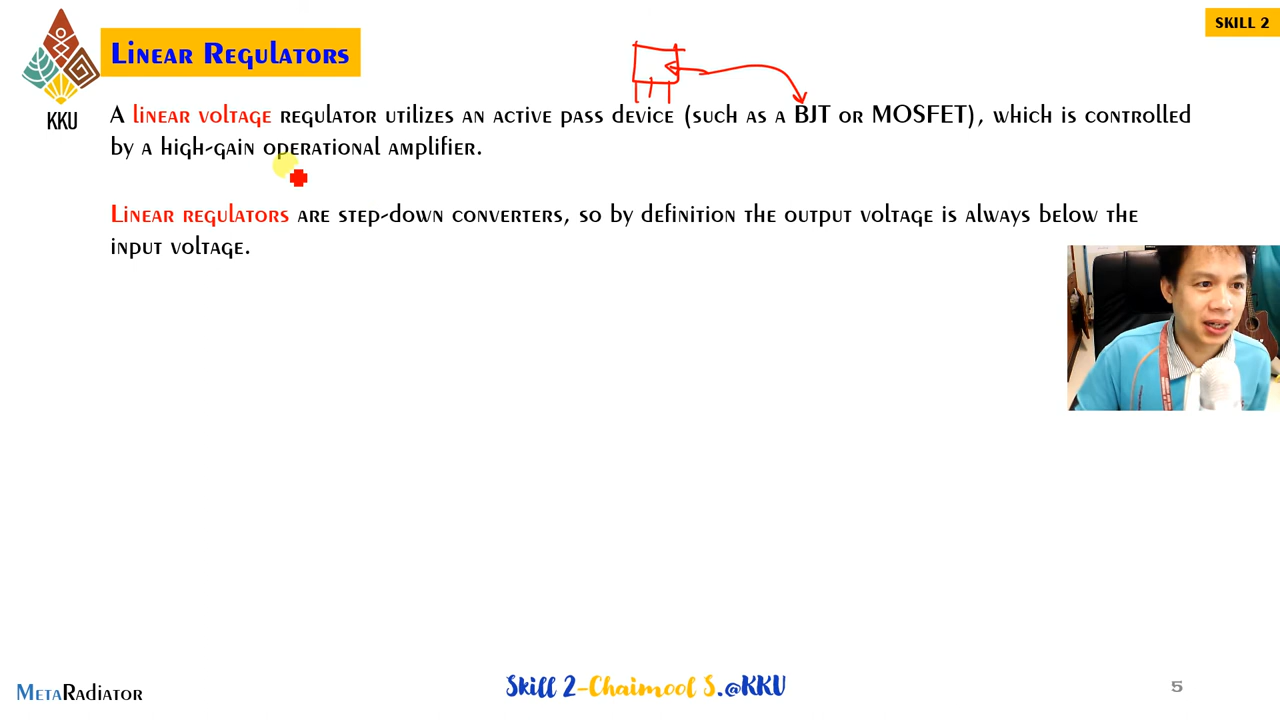 SKILL 2
Linear Regulators
KKU
A linear voltage regulator utilizes an active pass device (such as a BJT or MOSFET), which is controlled
by a high-gain operational amplifier.
Linear regulators are step-down converters, so by definition the output voltage is always below the
input voltage.
MetaRadiator
Skill 2-Chaimool S.@KKU
5